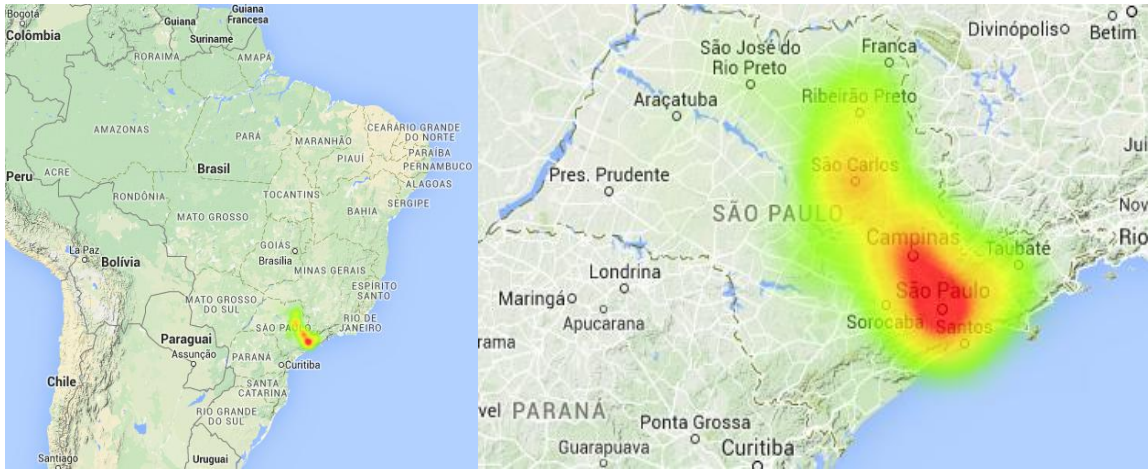 Bogotá
Colômbia
Guiana
Suriname
Guiana
Francesa
RORAIMA
AMAPÁ
AMAZONAS
PARÁ
MARANHÃO
CEARÁ
RIO GRANDE
DO NORTE
PARAÍBA
PIAUÍ
PERNAMBUCO
ALAGOAS
SERGIPE
Brasil
Peru
ACRE
RONDÔNIA
TOCANTINS
MATO GROSSO
BAHIA
La Paz
Bolívia
GOIÁS
Brasília
MINAS GERAIS
ESPÍRITO
SANTO
MATO GROSSO
DO SUL
SÃO PAULO
RIO DE
JANEIRO
Paraguai
Assunção
PARANÁ
Curitiba
SANTA
CATARINA
Chile
RIO GRANDE
DO SUL
Uruguai
Santiago
Divinópolis
Betim
São José do
Rio Preto
Franca
Araçatuba
Ribeirão Preto
São Carlos
Pres. Prudente
SÃO PAULO
Campinas
Taubaté
Jui
Nov
Rio
Londrina
Maringá
Apucarana
São Paulo
Sorocaba
Santos
rama
vel
PARANÁ
Ponta Grossa
Guarapuava
Curitiba